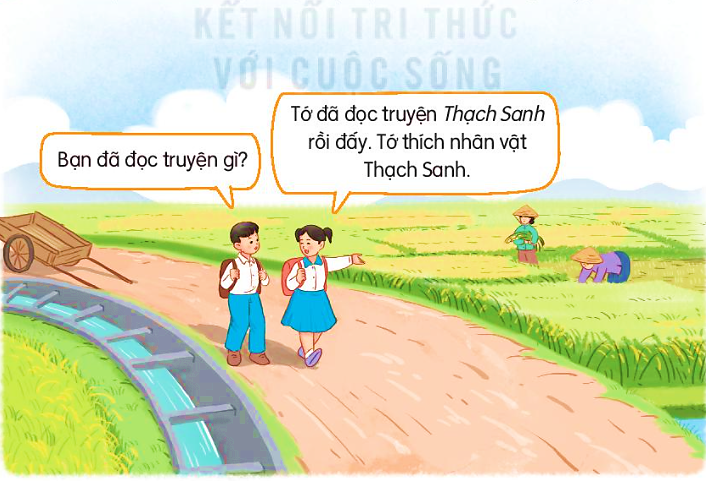 KẾT NỐI TRI THỨC
VỚI CUỘC SỐNG
Bạn đã đọc truyện gì?
Tớ đã đọc truyện Thạch Sanh
rồi đấy. Tớ thích nhân vật
Thạch Sanh.